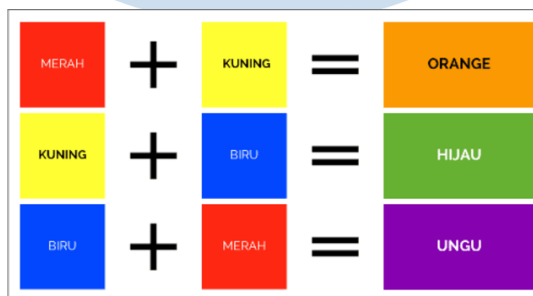 MERAH + KUNING = ORANGE
KUNING + BIRU = HIJAU
BIRU + MERAH = UNGU